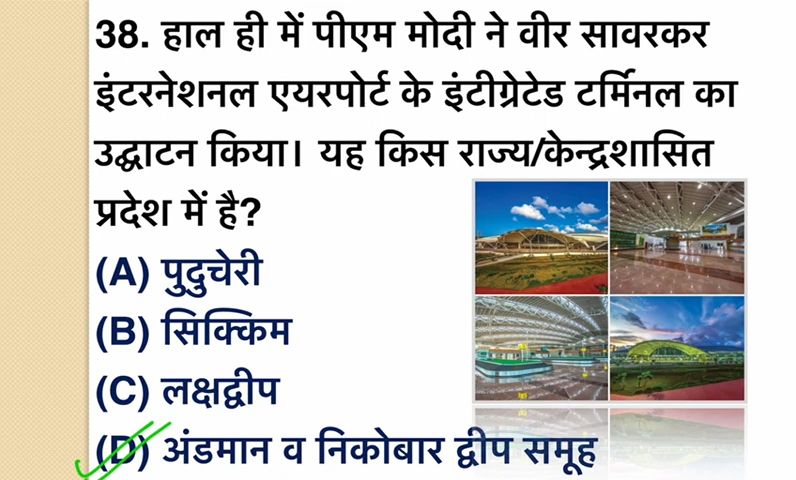 38. हाल ही में पीएम मोदी ने वीर सावरकर
इंटरनेशनल एयरपोर्ट के इंटीग्रेटेड टर्मिनल का
उद्घाटन किया। यह किस राज्य/केन्द्रशासित
प्रदेश में है?
(A) पुदुचेरी
(B) सिक्किम
(C) लक्षद्वीप
(D) अंडमान व निकोबार द्वीप समूह